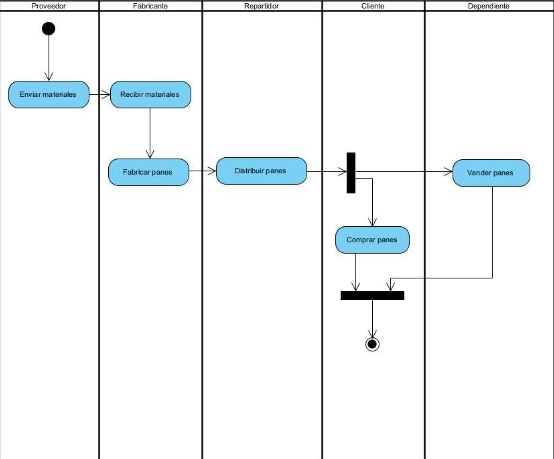 Proveedor
Fabricante
Repartidor
Cliente
Dependiente
Enviar materiales
Recibir materiales
Fabricar panes
Distribuir panes
Vender panes
Comprar panes